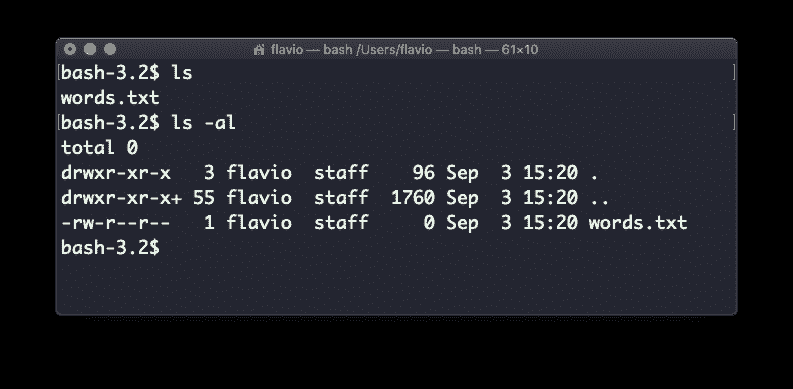 flavio — bash /Users/flavio — bash — 61×10
[bash-3.2$ ls ]
words.txt
[bash-3.2$ ls -al ]
total 0
drwxr-xr-x   3 flavio  staff    96 Sep  3 15:20 .
drwxr-xr-x+ 55 flavio  staff  1760 Sep  3 15:20 ..
-rw-r--r--   1 flavio  staff     0 Sep  3 15:20 words.txt
bash-3.2$